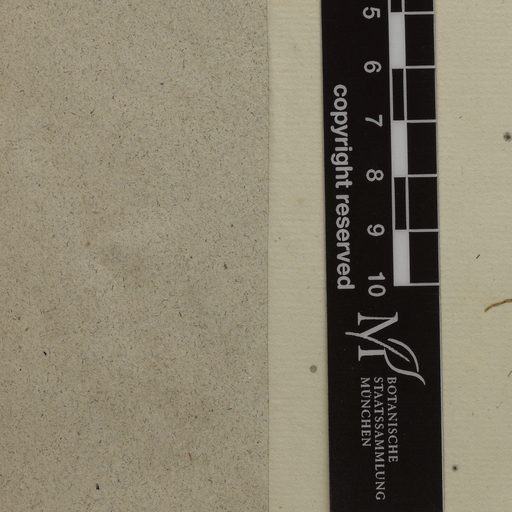 5
6
7
8
9
10
copyright reserved
M
BOTANISCHE
STAATSSAMMLUNG
MÜNCHEN